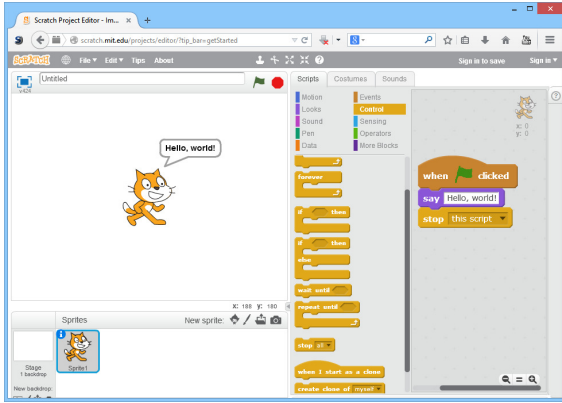 Scratch Project Editor - Im...
scratch.mit.edu/projects/editor/?tip_bar=getStarted
SCRATCH File Edit Tips About Sign in to save Sign in
v424
Untitled
Hello, world!
X: 188 y: 180
Sprites New sprite:
Stage
1 backdrop
New backdrop:
Sprite1
Scripts Costumes Sounds
Motion Events
Looks Control
Sound Sensing
Pen Operators
Data More Blocks
forever
if then
if then
else
wait until
repeat until
stop
when I start as a clone
create clone of myself
x: 0
y: 0
when clicked
say Hello, world!
stop this script